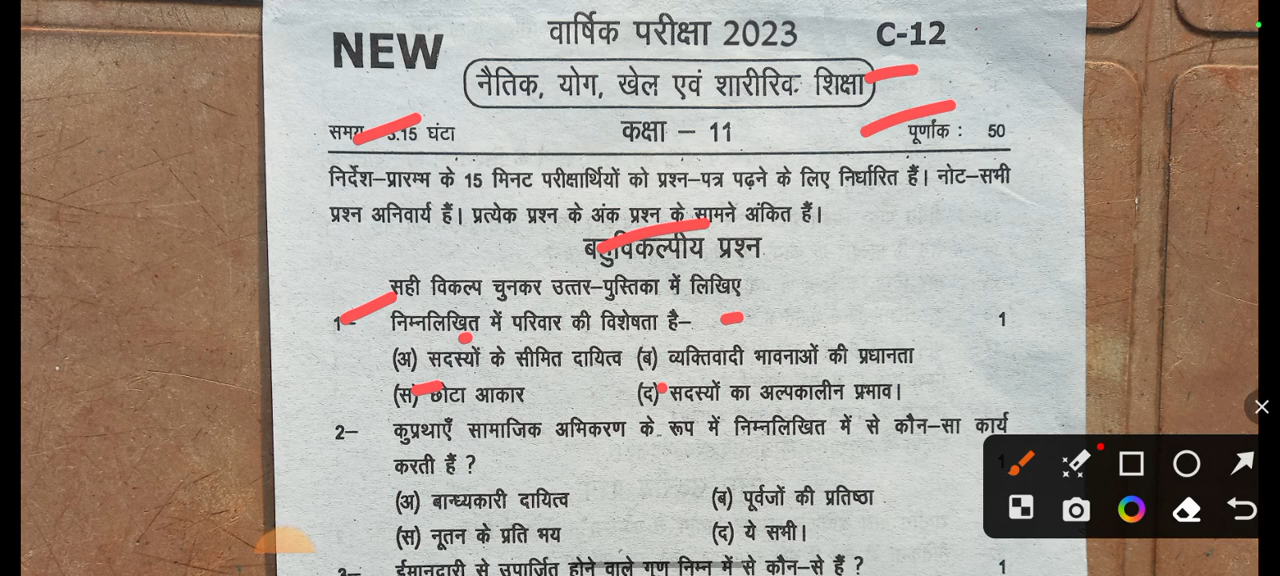 NEW
वार्षिक परीक्षा 2023 C-12
नैतिक, योग, खेल एवं शारीरिक शिक्षा
समय 3.15 घंटा कक्षा – 11 पूर्णांक : 50
निर्देश–प्रारम्भ के 15 मिनट परीक्षार्थियों को प्रश्न–पत्र पढ़ने के लिए निर्धारित हैं। नोट–सभी
प्रश्न अनिवार्य हैं। प्रत्येक प्रश्न के अंक प्रश्न के सामने अंकित हैं।
बहुविकल्पीय प्रश्न
सही विकल्प चुनकर उत्तर–पुस्तिका में लिखिए
1– निम्नलिखित में परिवार की विशेषता है– 1
(अ) सदस्यों के सीमित दायित्व (ब) व्यक्तिवादी भावनाओं की प्रधानता
(स) छोटा आकार (द) सदस्यों का अल्पकालीन प्रभाव।
2– कुप्रथाएँ सामाजिक अभिकरण के रूप में निम्नलिखित में से कौन–सा कार्य
करती हैं ? 1
(अ) बान्ध्यकारी दायित्व (ब) पूर्वजों की प्रतिष्ठा
(स) नूतन के प्रति भय (द) ये सभी।
3– ईमानदारी से उपार्जित होने वाले गुण निम्न में से कौन–से हैं ? 1